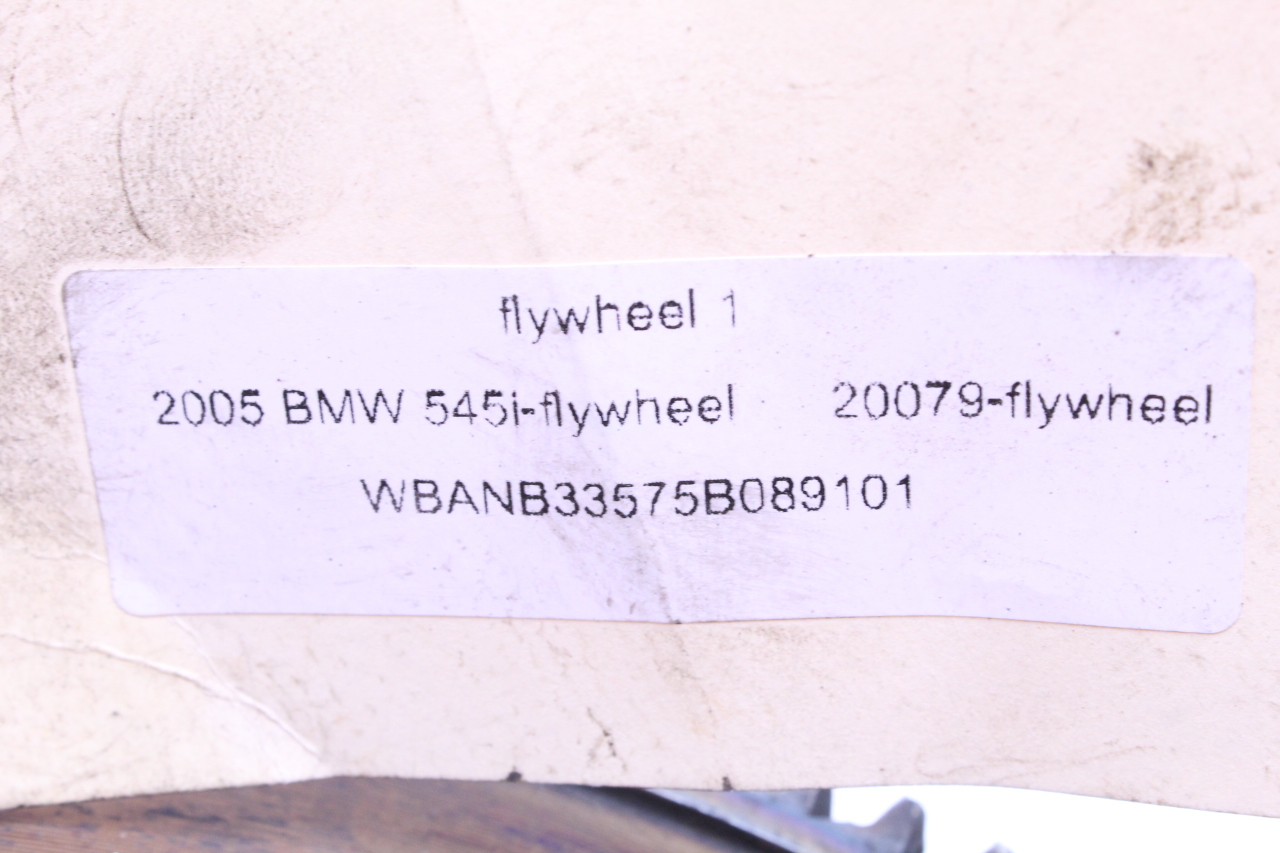 flywheel 1
2005 BMW 545i-flywheel 20079-flywheel
WBANB33575B089101